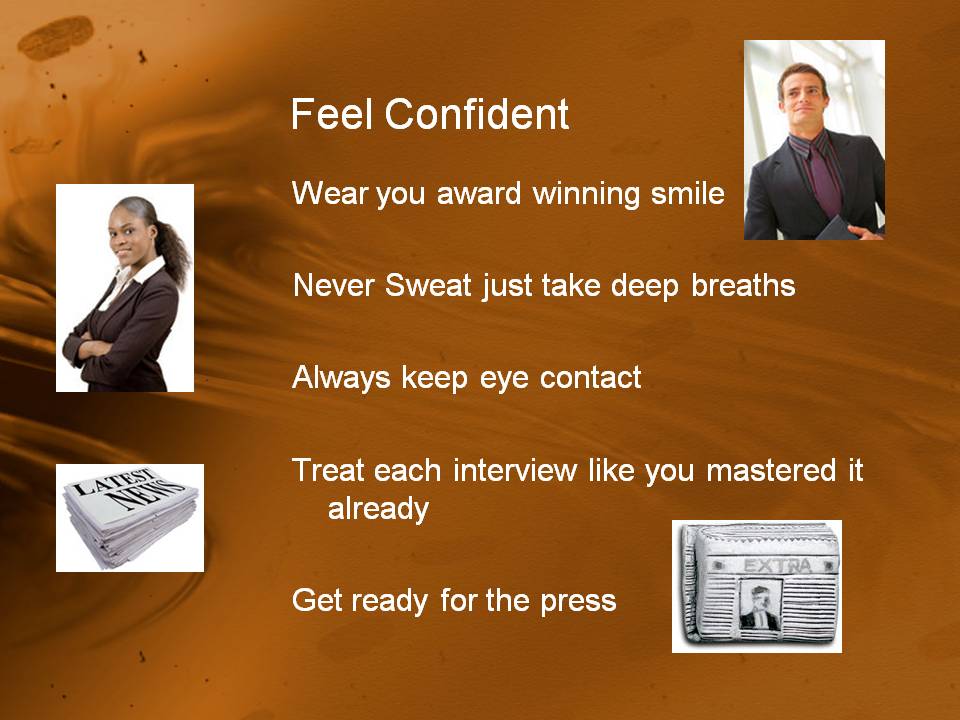 Feel Confident
Wear you award winning smile
Never Sweat just take deep breaths
Always keep eye contact
Treat each interview like you mastered it
already
Get ready for the press
LATEST
NEWS
EXTRA